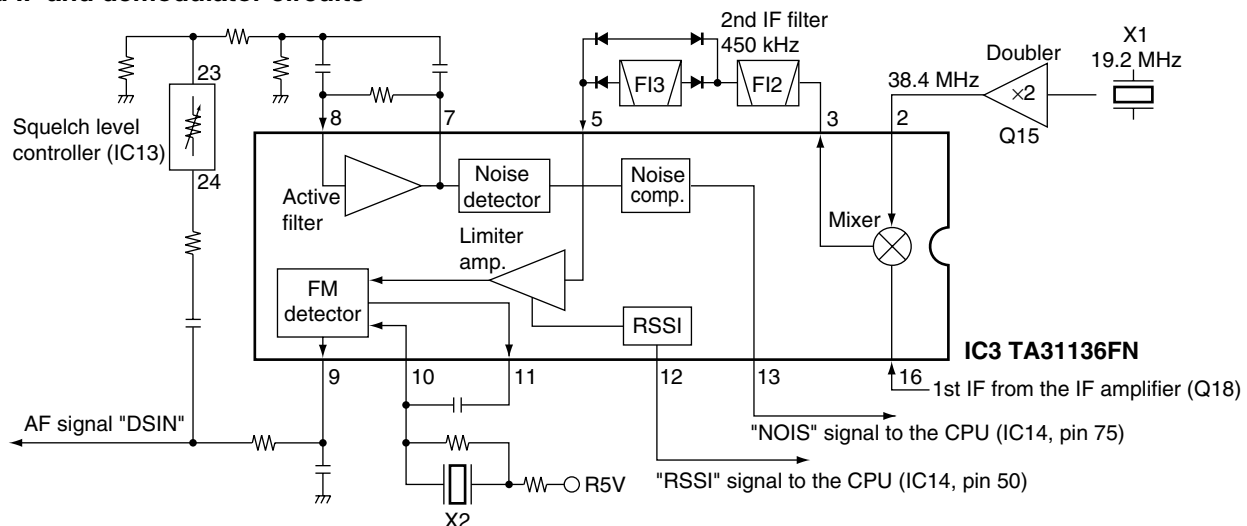 2nd IF filter
450 kHz
X1
19.2 MHz
Doubler
38.4 MHz
×2
Q15
23
Squelch level
controller (IC13)
24
FI3
FI2
8
7
5
3
2
Active
filter
Noise
detector
Noise
comp.
Mixer
Limiter
amp.
FM
detector
RSSI
IC3 TA31136FN
9
10
11
12
13
16
1st IF from the IF amplifier (Q18)
AF signal "DSIN"
"NOIS" signal to the CPU (IC14, pin 75)
"RSSI" signal to the CPU (IC14, pin 50)
R5V
X2